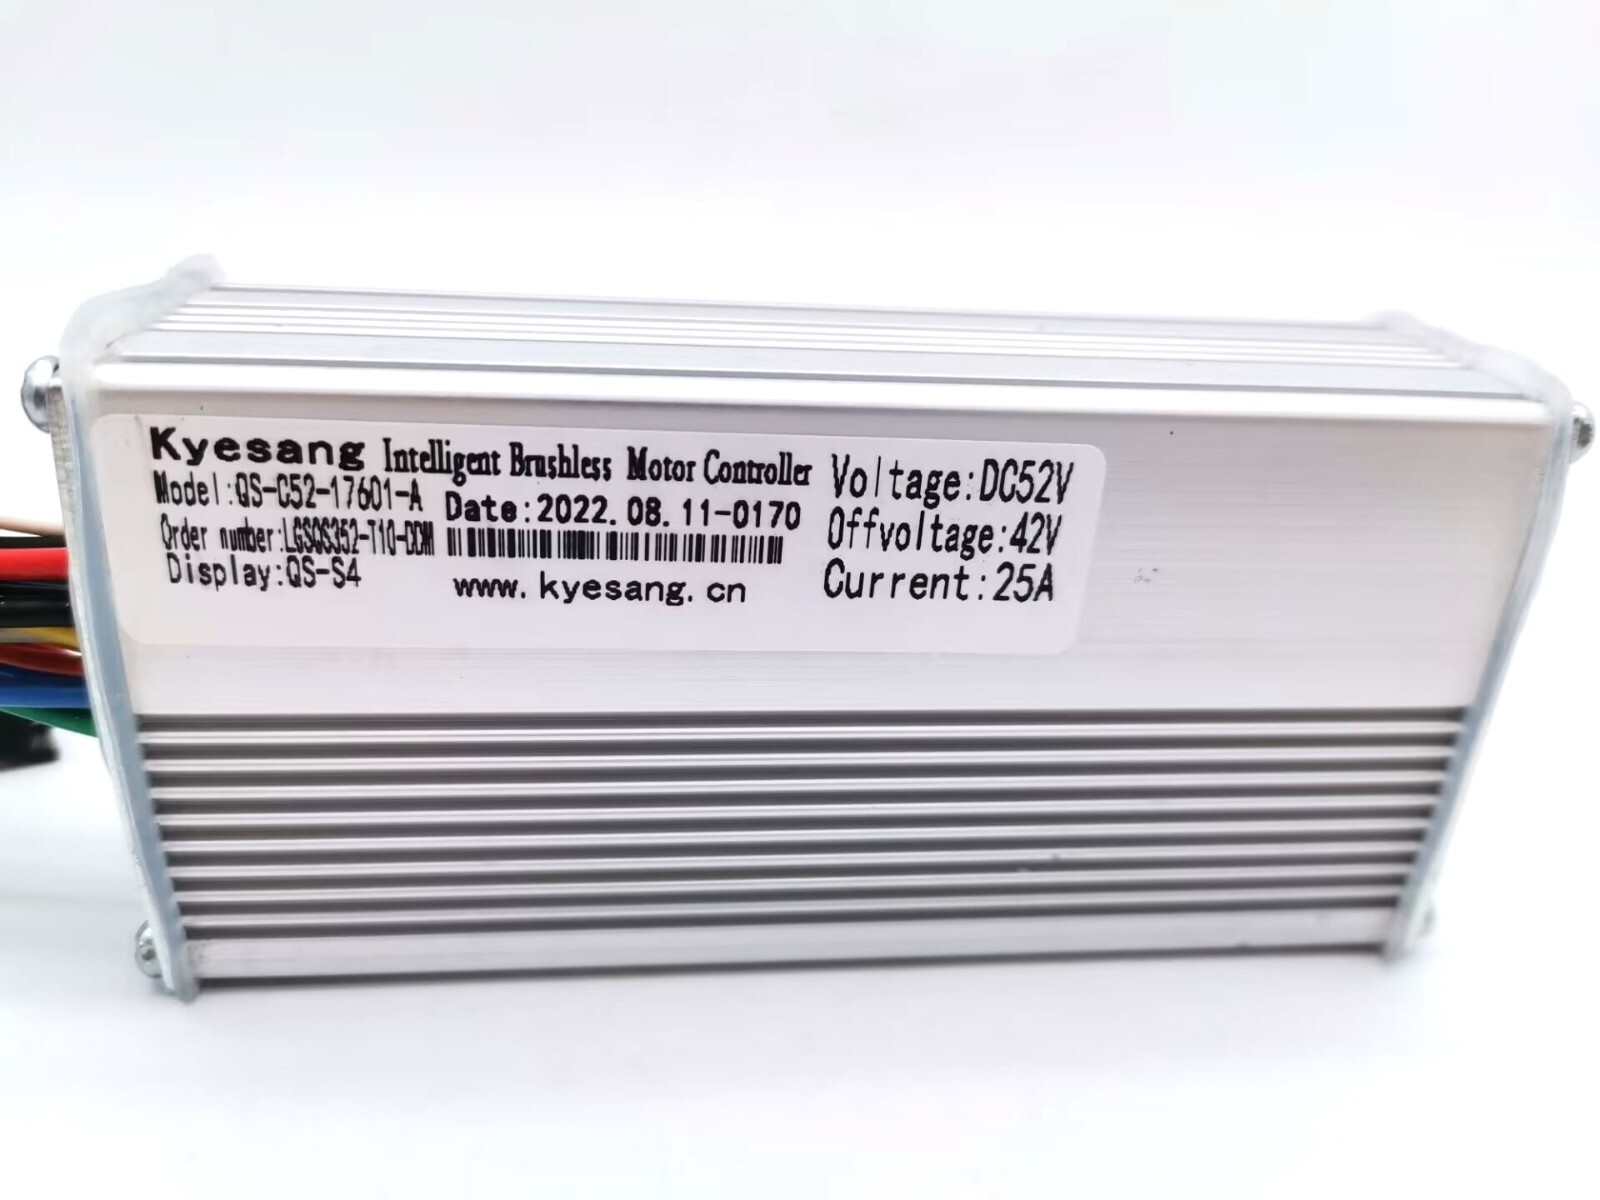 Kyesang Intelligent Brushless Motor Controller
Model:QS-C52-17601-A
Date:2022.08.11-0170
Order number:LGSQS352-T10-DDM
Display:QS-S4
www.kyesang.cn
Voltage:DC52V
Offvoltage:42V
Current:25A